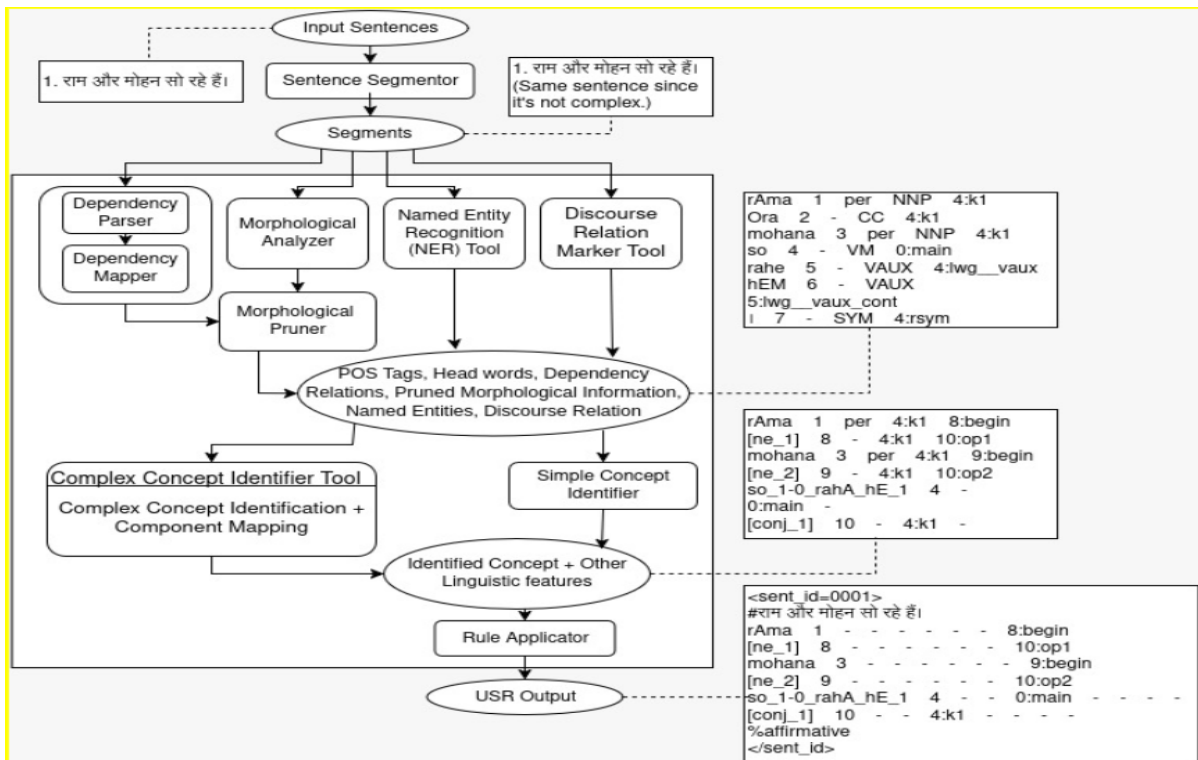 Input Sentences
1. राम और मोहन सो रहे हैं।
Sentence Segmentor
1. राम और मोहन सो रहे हैं।
(Same sentence since
it's not complex.)
Segments
Dependency
Parser
Dependency
Mapper
Morphological
Analyzer
Named Entity
Recognition
(NER) Tool
Discourse
Relation
Marker Tool
Morphological
Pruner
rAma 1 per NNP 4:k1
Ora 2 - CC 4:k1
mohana 3 per NNP 4:k1
so 4 - VM 0:main
rahe 5 - VAUX 4:lwg__vaux
hEM 6 - VAUX
5:lwg__vaux_cont
। 7 - SYM 4:rsym
POS Tags, Head words, Dependency
Relations, Pruned Morphological Information,
Named Entities, Discourse Relation
Complex Concept Identifier Tool
Complex Concept Identification +
Component Mapping
Simple Concept
Identifier
rAma 1 per 4:k1 8:begin
[ne_1] 8 - 4:k1 10:op1
mohana 3 per 4:k1 9:begin
[ne_2] 9 - 4:k1 10:op2
so_1-0_rahA_hE_1 4 -
0:main -
[conj_1] 10 - 4:k1 -
Identified Concept + Other
Linguistic features
Rule Applicator
USR Output
<sent_id=0001>
#राम और मोहन सो रहे हैं।
rAma 1 - - - - - - 8:begin
[ne_1] 8 - - - - - - 10:op1
mohana 3 - - - - - - 9:begin
[ne_2] 9 - - - - - - 10:op2
so_1-0_rahA_hE_1 4 - - 0:main - - - -
[conj_1] 10 - - 4:k1 - - - -
%affirmative
</sent_id>